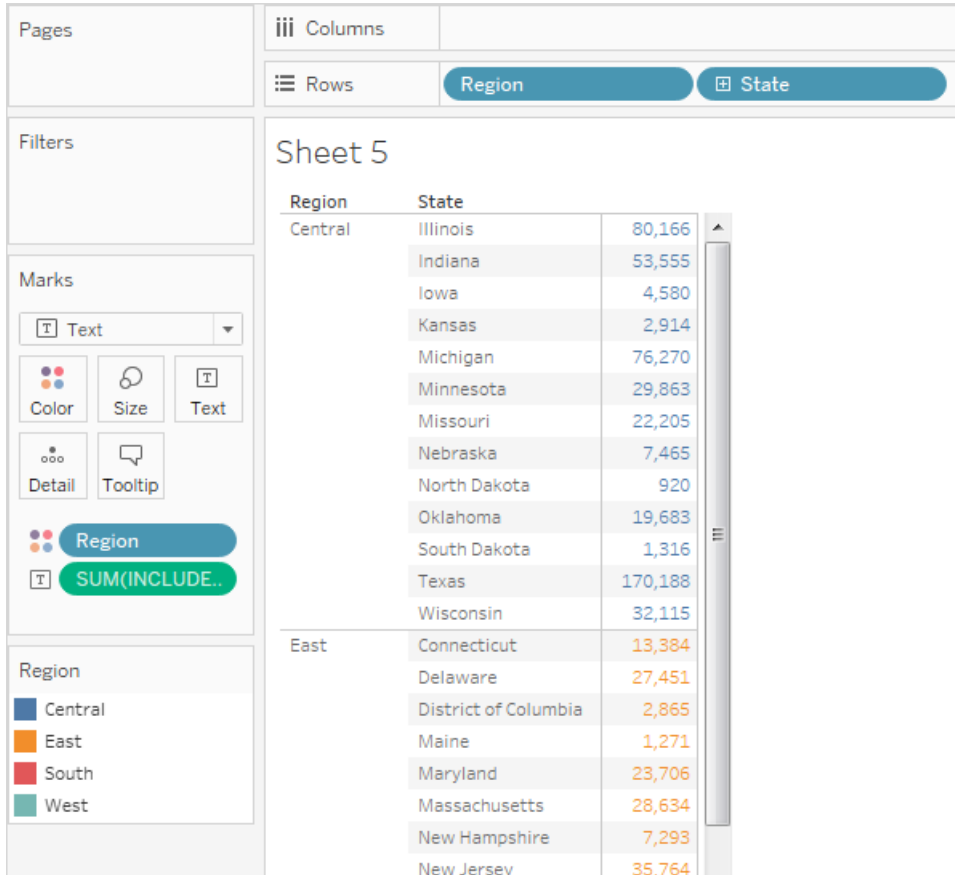 Pages
Columns
Rows
Region
State
Filters
Marks
Text
Color
Size
Text
Detail
Tooltip
Region
SUM(INCLUDE..
Region
Central
East
South
West
Sheet 5
Region State
Central Illinois 80,166
Indiana 53,555
Iowa 4,580
Kansas 2,914
Michigan 76,270
Minnesota 29,863
Missouri 22,205
Nebraska 7,465
North Dakota 920
Oklahoma 19,683
South Dakota 1,316
Texas 170,188
Wisconsin 32,115
East Connecticut 13,384
Delaware 27,451
District of Columbia 2,865
Maine 1,271
Maryland 23,706
Massachusetts 28,634
New Hampshire 7,293
New Jersey 35,764